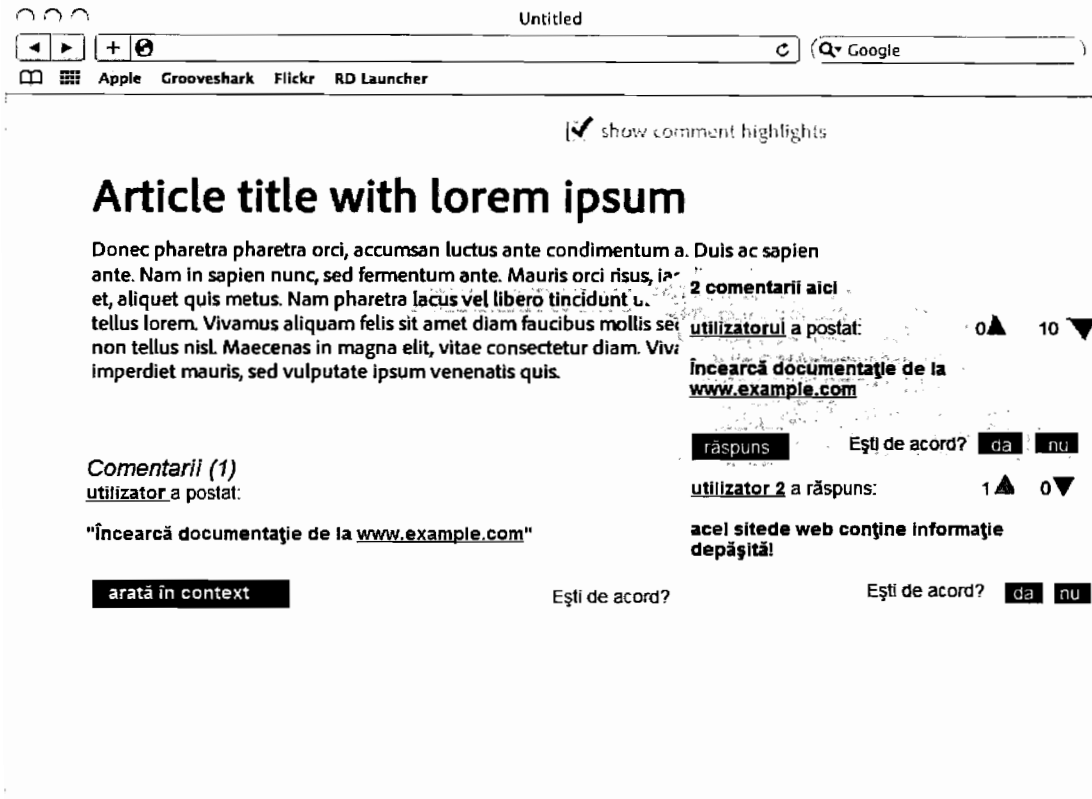 Untitled
Google
Apple Grooveshark Flickr RD Launcher
show comment highlights
Article title with lorem ipsum
Donec pharetra pharetra orci, accumsan luctus ante condimentum a. Duis ac sapien
ante. Nam in sapien nunc, sed fermentum ante. Mauris orci risus,
et, aliquet quis metus. Nam pharetra lacus vel libero tincidunt
tellus lorem. Vivamus aliquam felis sit amet diam faucibus mollis
non tellus nisl. Maecenas in magna elit, vitae consectetur diam.
imperdiet mauris, sed vulputate ipsum venenatis quis.
2 comentarii aici
utilizatorul a postat: 0 10
Încearcă documentaţie de la
www.example.com
răspuns Eşti de acord? da nu
utilizator 2 a răspuns: 1 0
acel sitede web conţine informaţie
depăşită!
Eşti de acord? da nu
Comentarii (1)
utilizator a postat:
"Încearcă documentaţie de la www.example.com"
arată în context Eşti de acord?